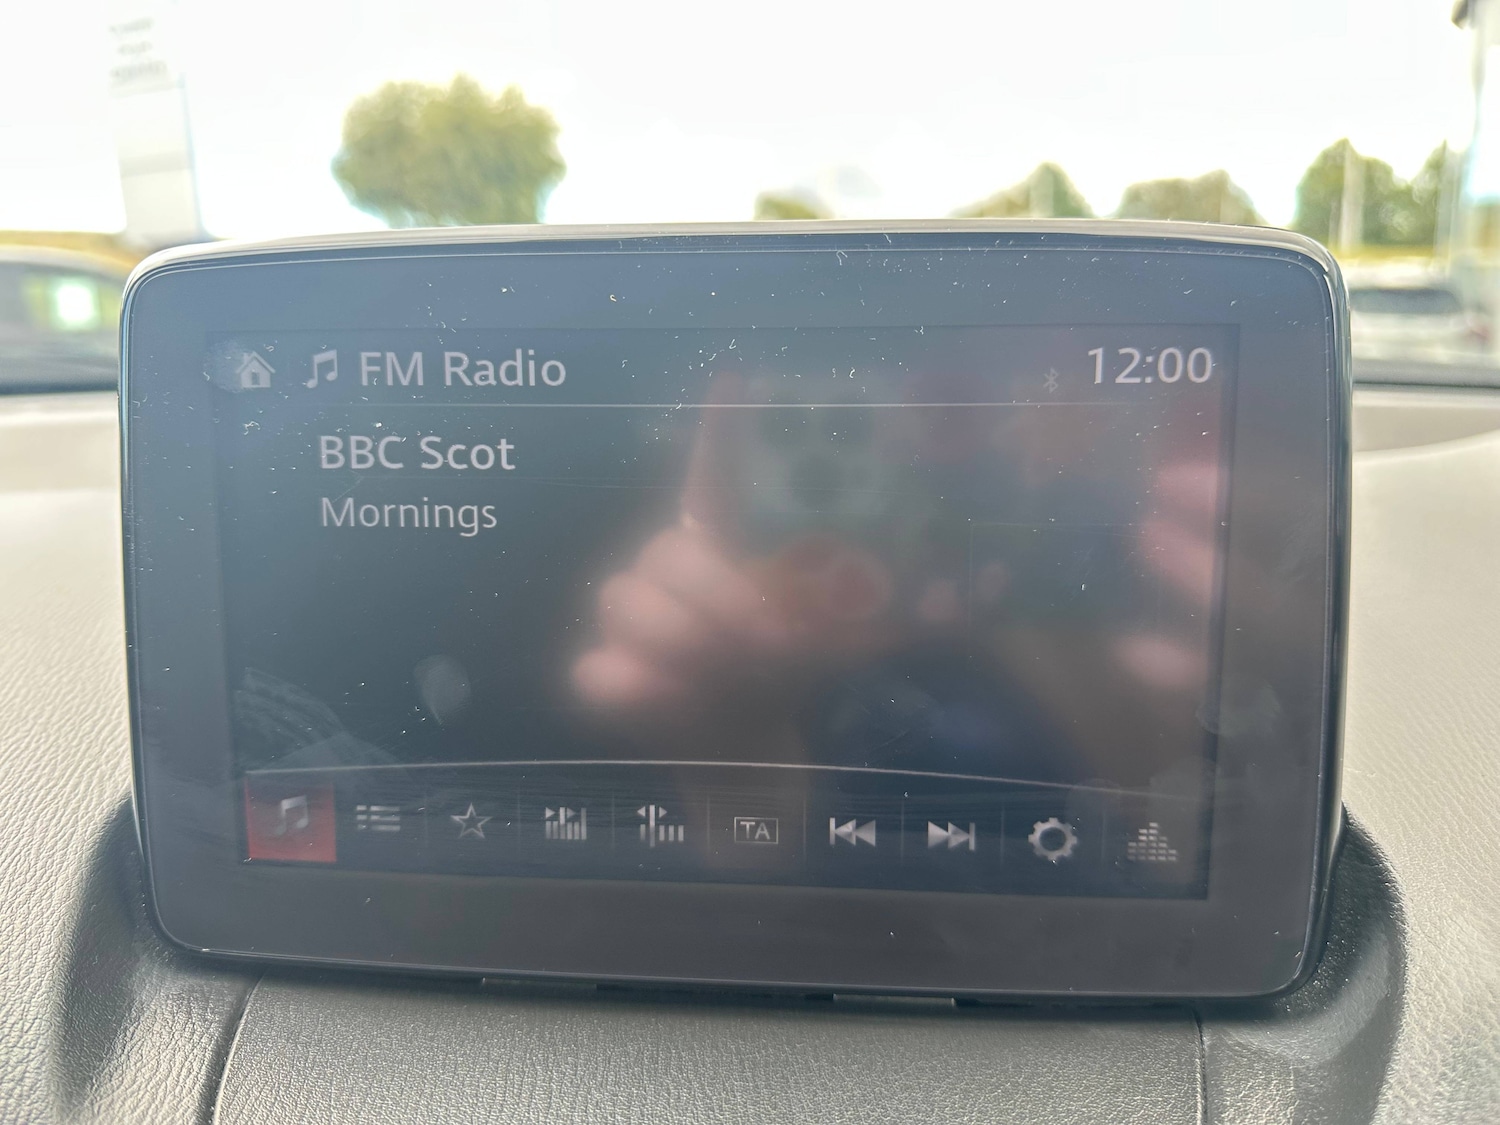 FM Radio
12:00
BBC Scot
Mornings
TA